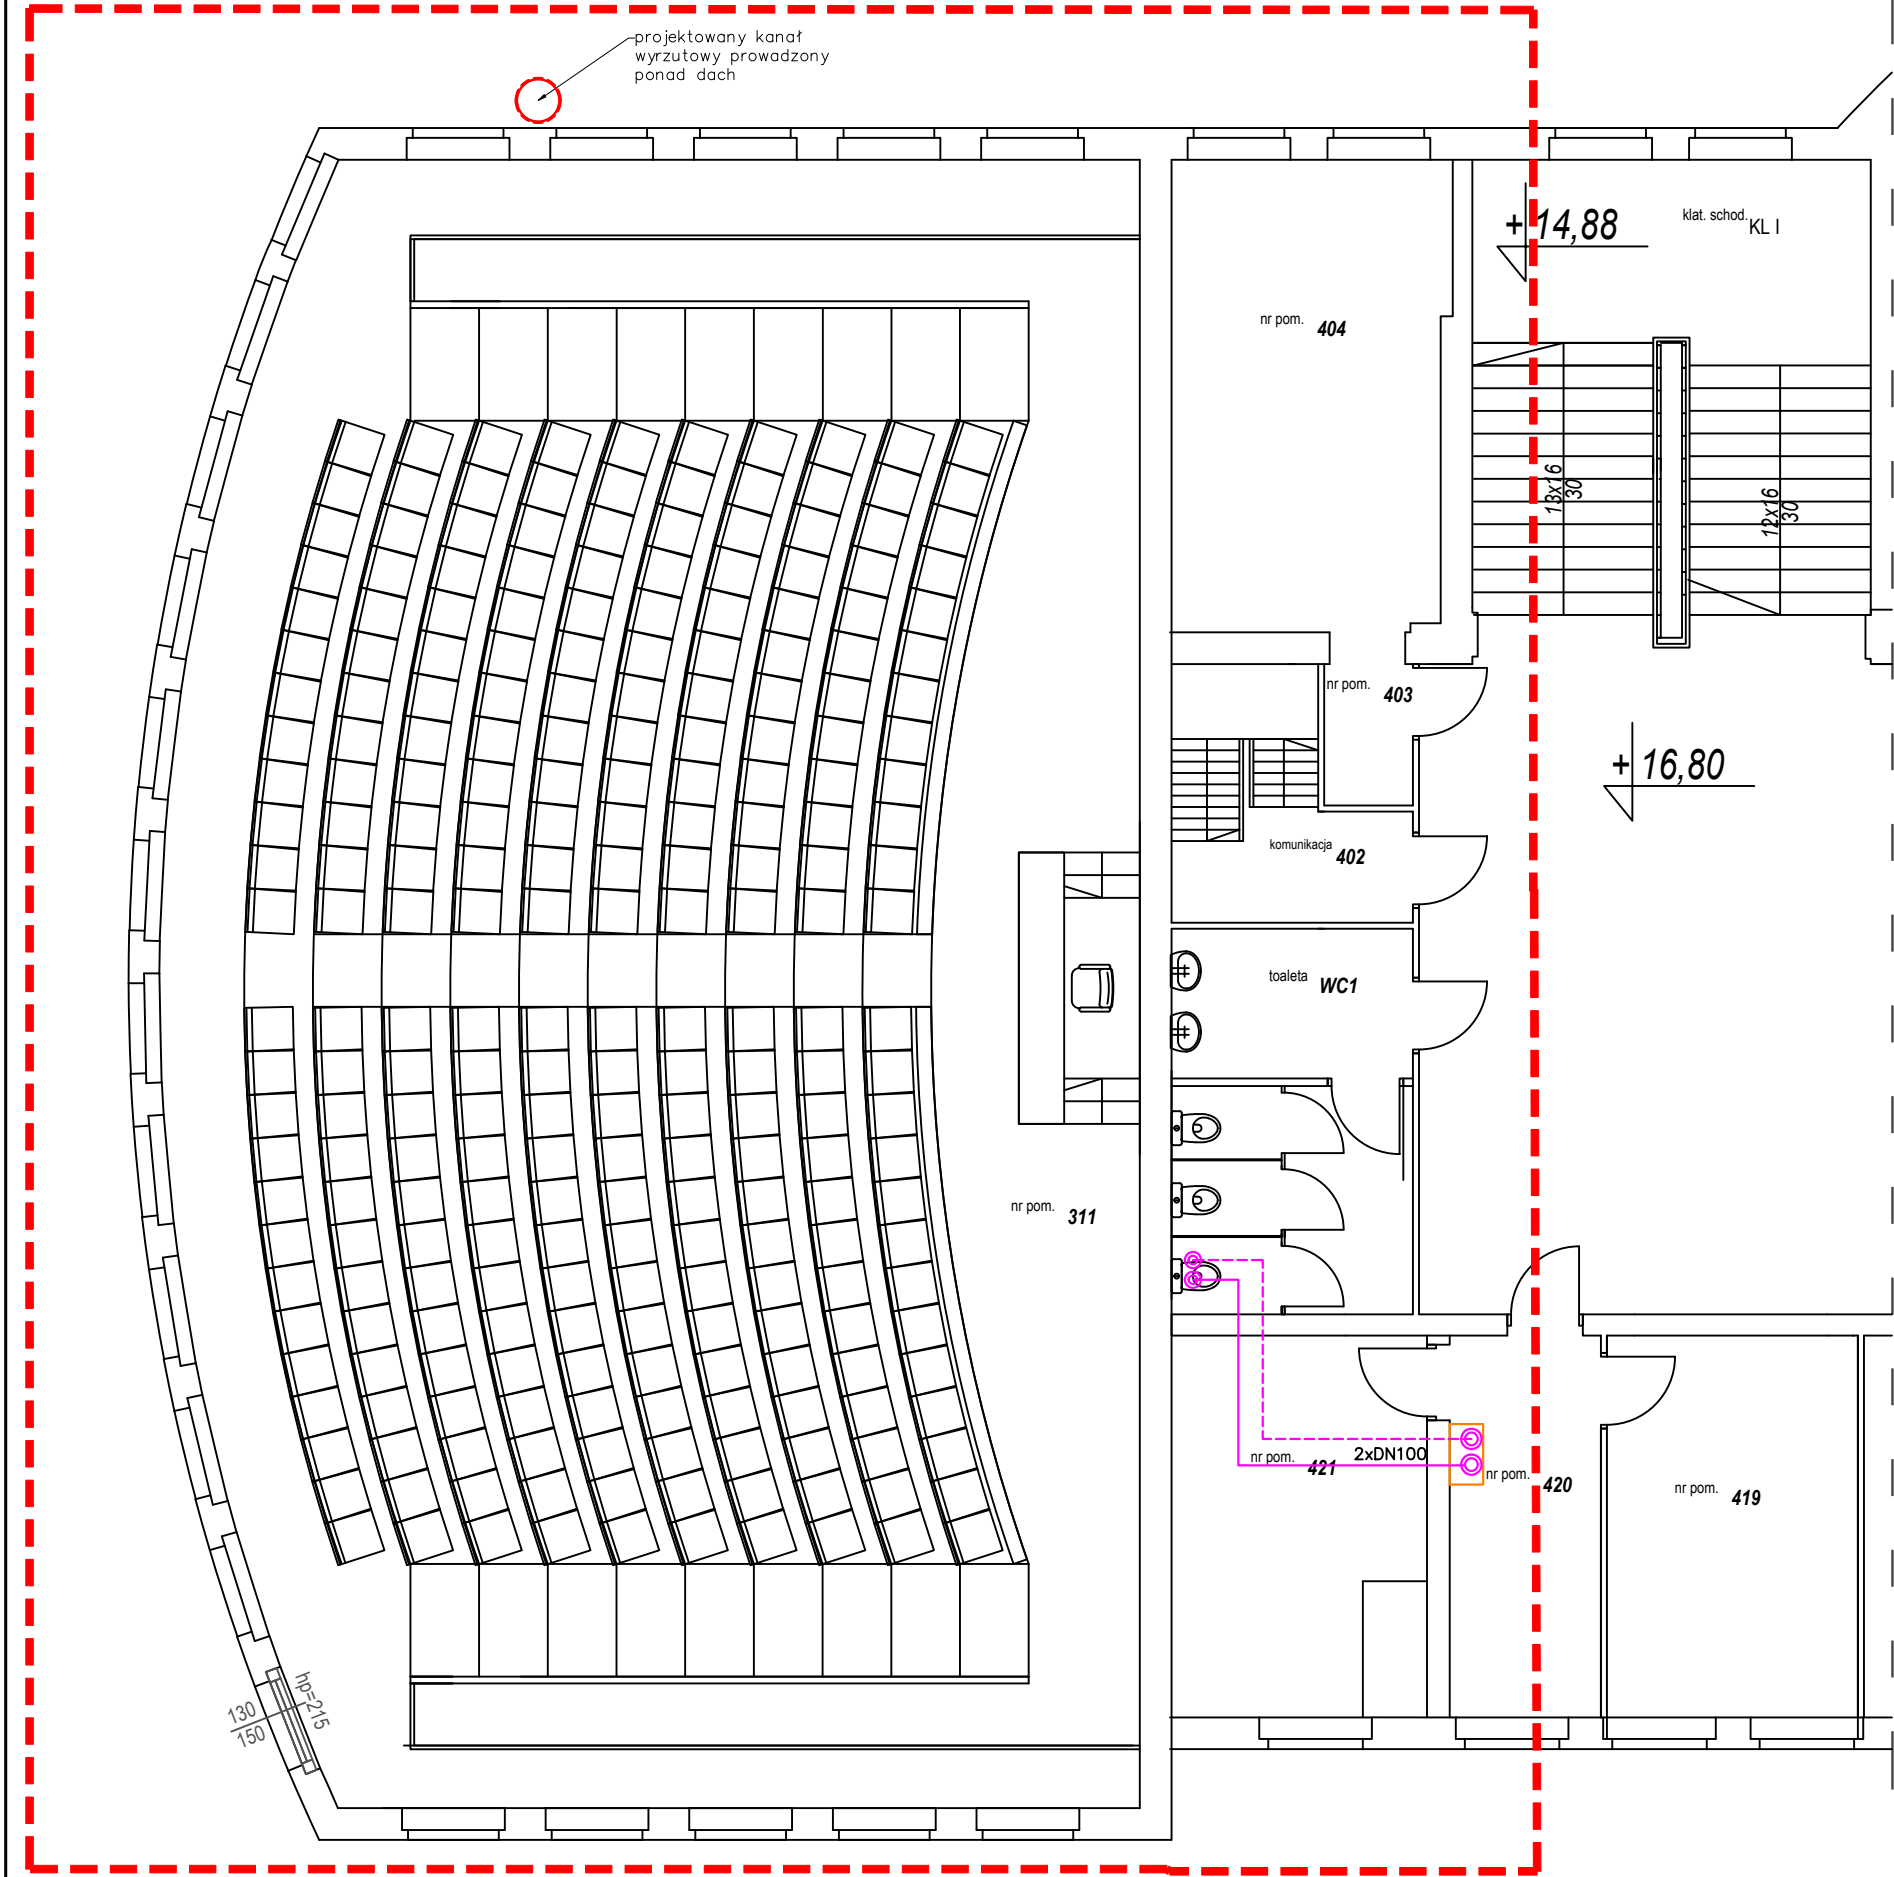 projektowany kanał
wyrzutowy prowadzony
ponad dach
+ 14,88
klat. schod. KL I
nr pom. 404
13x16
30
12x16
30
nr pom. 403
+ 16,80
komunikacja 402
toaleta WC1
nr pom. 311
nr pom. 421
2xDN100
nr pom. 420
nr pom. 419
hp=215
130
150